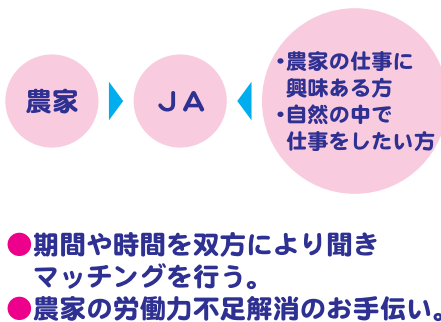 農家
JA
・農家の仕事に
興味ある方
・自然の中で
仕事をしたい方
●期間や時間を双方により聞き
マッチングを行う。
●農家の労働力不足解消のお手伝い。